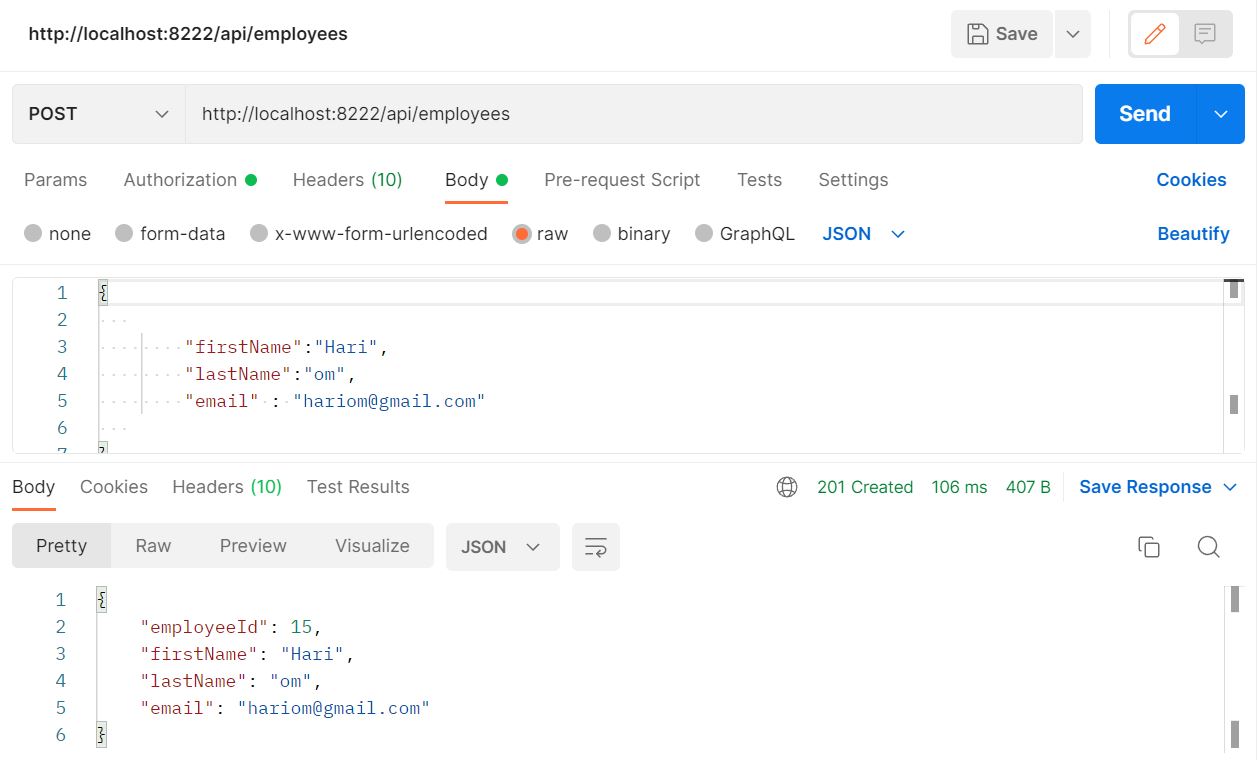 http://localhost:8222/api/employees Save
POST http://localhost:8222/api/employees Send
Params Authorization Headers (10) Body Pre-request Script Tests Settings Cookies
none form-data x-www-form-urlencoded raw binary GraphQL JSON Beautify
1 {
2
3 "firstName":"Hari",
4 "lastName":"om",
5 "email" : "hariom@gmail.com"
6
7 }
Body Cookies Headers (10) Test Results 201 Created 106 ms 407 B Save Response
Pretty Raw Preview Visualize JSON
1 {
2 "employeeId": 15,
3 "firstName": "Hari",
4 "lastName": "om",
5 "email": "hariom@gmail.com"
6 }